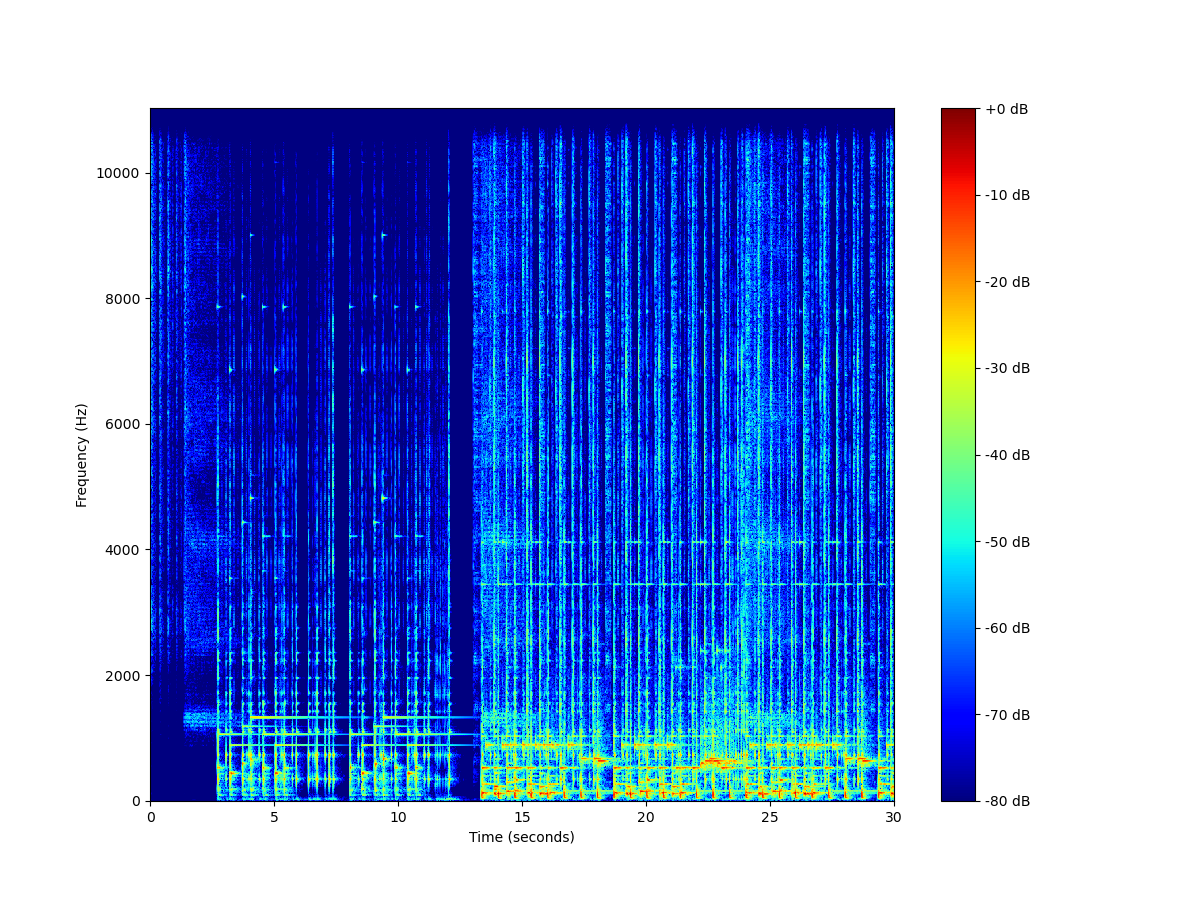 10000
8000
6000
4000
2000
0
Frequency (Hz)
0 5 10 15 20 25 30
Time (seconds)
+0 dB
-10 dB
-20 dB
-30 dB
-40 dB
-50 dB
-60 dB
-70 dB
-80 dB